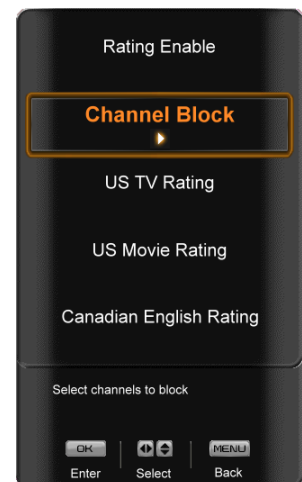 Rating Enable
Channel Block
US TV Rating
US Movie Rating
Canadian English Rating
Select channels to block
OK MENU
Enter Select Back